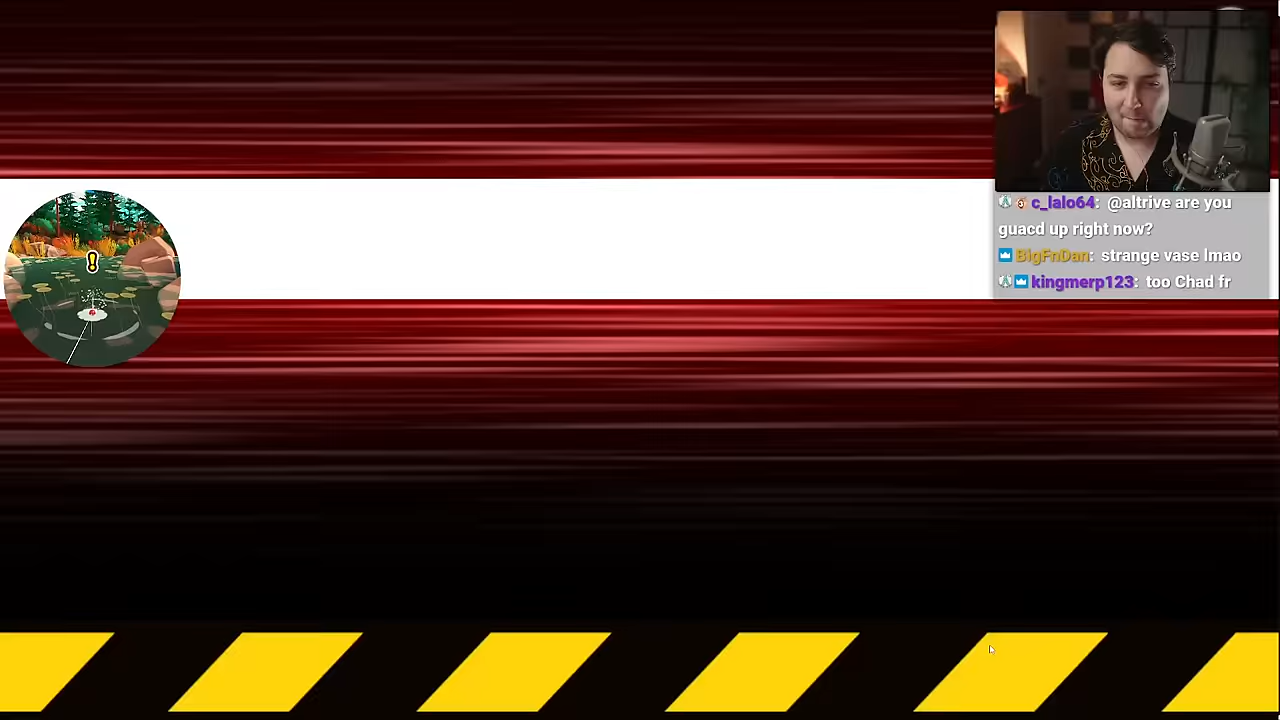 c_lalo64: @altrive are you
guacd up right now?
BigFnDan: strange vase lmao
kingmerp123: too Chad fr